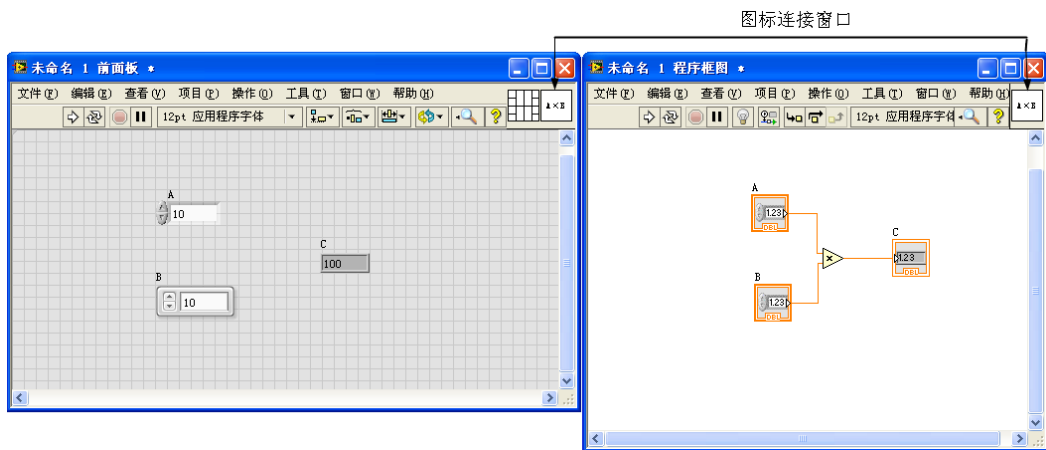 图标连接窗口
未命名 1 前面板 *
文件(F) 编辑(E) 查看(V) 项目(P) 操作(O) 工具(T) 窗口(W) 帮助(H)
12pt 应用程序字体
A×B
A
10
B
10
C
100
未命名 1 程序框图 *
文件(F) 编辑(E) 查看(V) 项目(P) 操作(O) 工具(T) 窗口(W) 帮助(H)
12pt 应用程序字体
A×B
A
1.23
DBL
B
1.23
DBL
C
1.23
DBL